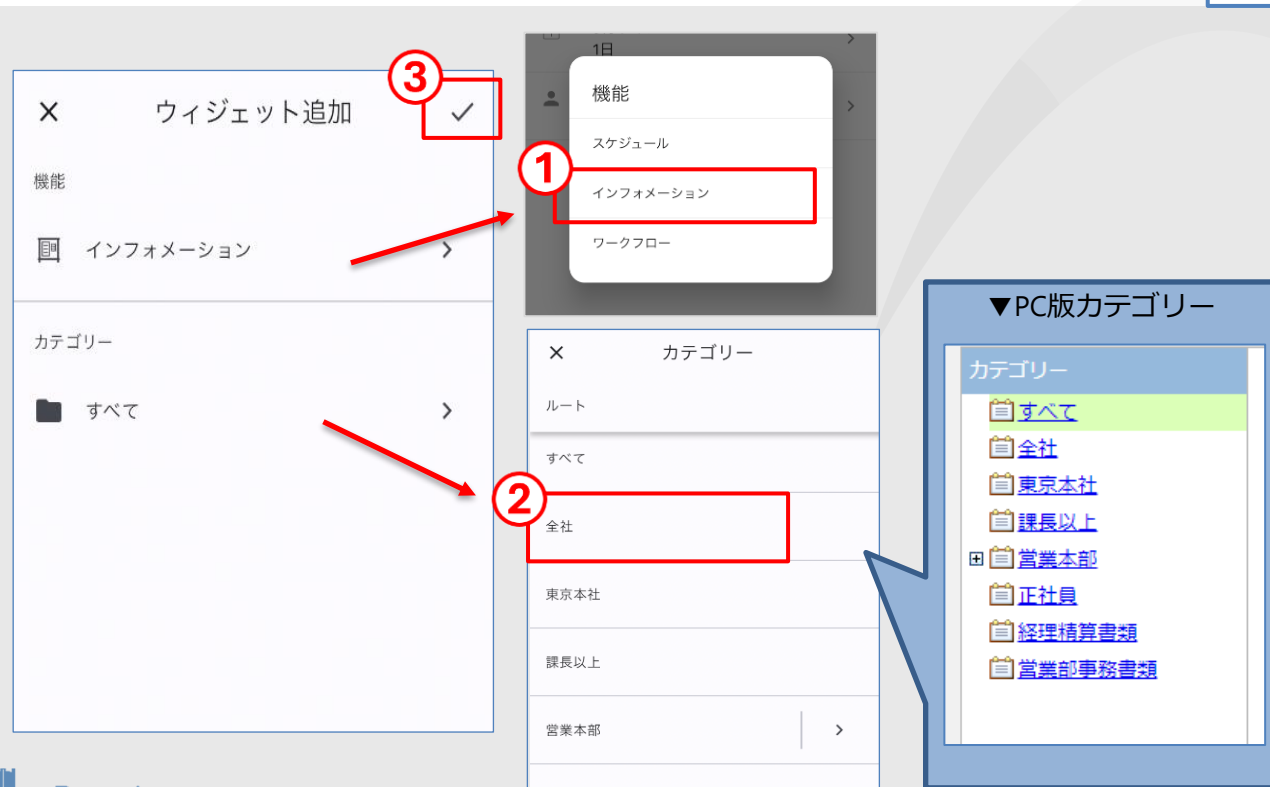 ③
× ウィジェット追加 ✓
機能
インフォメーション >
カテゴリー
すべて >
1日
機能
スケジュール
①
インフォメーション
ワークフロー
× カテゴリー
ルート
すべて
②
全社
東京本社
課長以上
営業本部 >
▼PC版カテゴリー
カテゴリー
すべて
全社
東京本社
課長以上
営業本部
正社員
経理精算書類
営業部事務書類